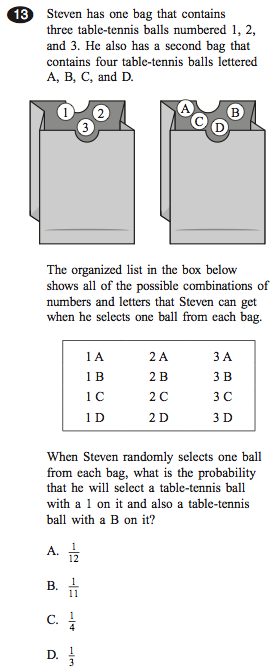 13 Steven has one bag that contains
three table-tennis balls numbered 1, 2,
and 3. He also has a second bag that
contains four table-tennis balls lettered
A, B, C, and D.
1 2 3
A C D B
The organized list in the box below
shows all of the possible combinations of
numbers and letters that Steven can get
when he selects one ball from each bag.
1 A 2 A 3 A
1 B 2 B 3 B
1 C 2 C 3 C
1 D 2 D 3 D
When Steven randomly selects one ball
from each bag, what is the probability
that he will select a table-tennis ball
with a 1 on it and also a table-tennis
ball with a B on it?
A. 1/12
B. 1/11
C. 1/4
D. 1/3